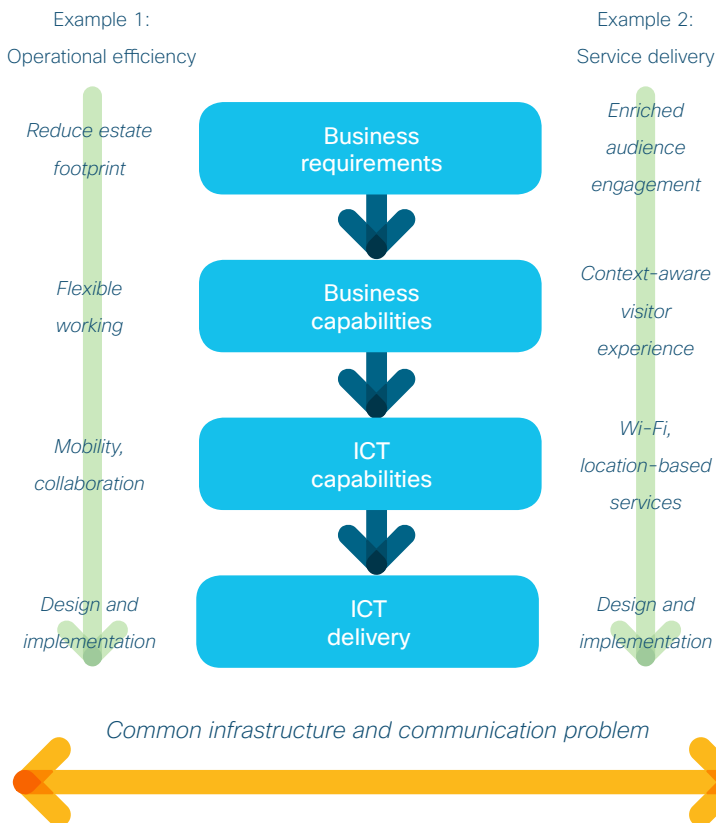 Example 1:
Operational efficiency
Example 2:
Service delivery
Reduce estate
footprint
Business
requirements
Enriched
audience
engagement
Flexible
working
Business
capabilities
Context-aware
visitor
experience
Mobility,
collaboration
ICT
capabilities
Wi-Fi,
location-based
services
Design and
implementation
ICT
delivery
Design and
implementation
Common infrastructure and communication problem